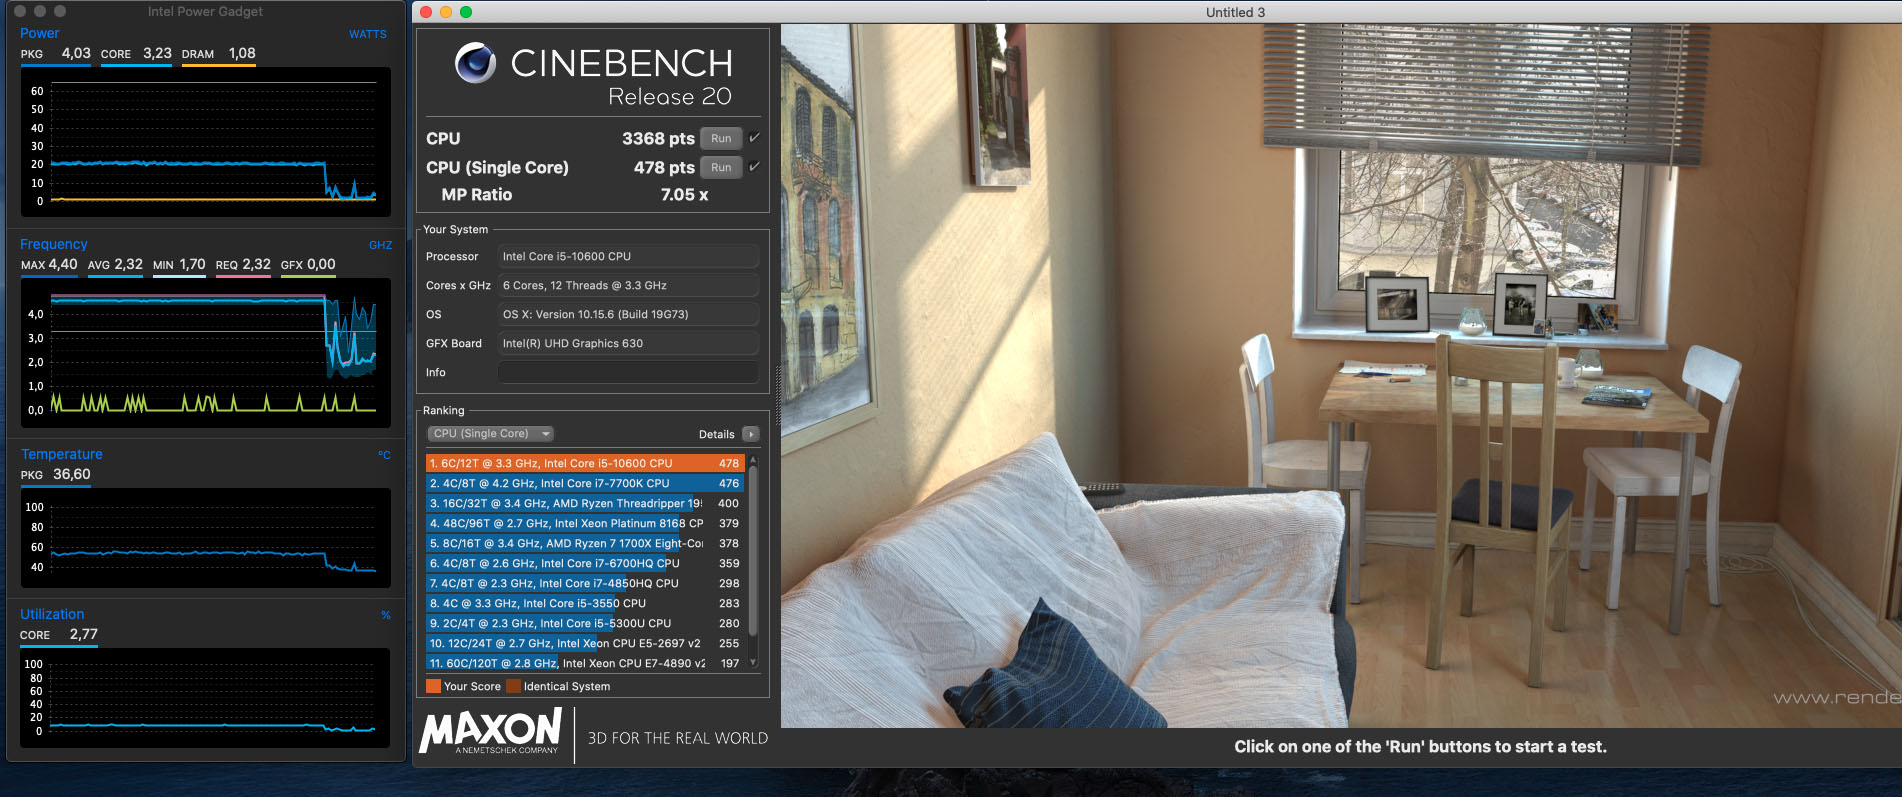 Intel Power Gadget
Power WATTS
PKG 4,03 CORE 3,23 DRAM 1,08
60
50
40
30
20
10
0
Frequency GHZ
MAX 4,40 AVG 2,32 MIN 1,70 REQ 2,32 GFX 0,00
4,0
3,0
2,0
1,0
0,0
Temperature °C
PKG 36,60
100
80
60
40
Utilization %
CORE 2,77
100
80
60
40
20
0
Untitled 3
CINEBENCH
Release 20
CPU 3368 pts Run
CPU (Single Core) 478 pts Run
MP Ratio 7.05 x
Your System
Processor Intel Core i5-10600 CPU
Cores x GHz 6 Cores, 12 Threads @ 3.3 GHz
OS OS X: Version 10.15.6 (Build 19G73)
GFX Board Intel(R) UHD Graphics 630
Info
Ranking
CPU (Single Core) Details
1. 6C/12T @ 3.3 GHz, Intel Core i5-10600 CPU 478
2. 4C/8T @ 4.2 GHz, Intel Core i7-7700K CPU 476
3. 16C/32T @ 3.4 GHz, AMD Ryzen Threadripper 19 400
4. 48C/96T @ 2.7 GHz, Intel Xeon Platinum 8168 CP 379
5. 8C/16T @ 3.4 GHz, AMD Ryzen 7 1700X Eight-Co 378
6. 4C/8T @ 2.6 GHz, Intel Core i7-6700HQ CPU 359
7. 4C/8T @ 2.3 GHz, Intel Core i7-4850HQ CPU 298
8. 4C @ 3.3 GHz, Intel Core i5-3550 CPU 283
9. 2C/4T @ 2.3 GHz, Intel Core i5-5300U CPU 280
10. 12C/24T @ 2.7 GHz, Intel Xeon CPU E5-2697 v2 255
11. 60C/120T @ 2.8 GHz, Intel Xeon CPU E7-4890 v2 197
Your Score Identical System
MAXON
A NEMETSCHEK COMPANY
3D FOR THE REAL WORLD
www.rende
Click on one of the 'Run' buttons to start a test.